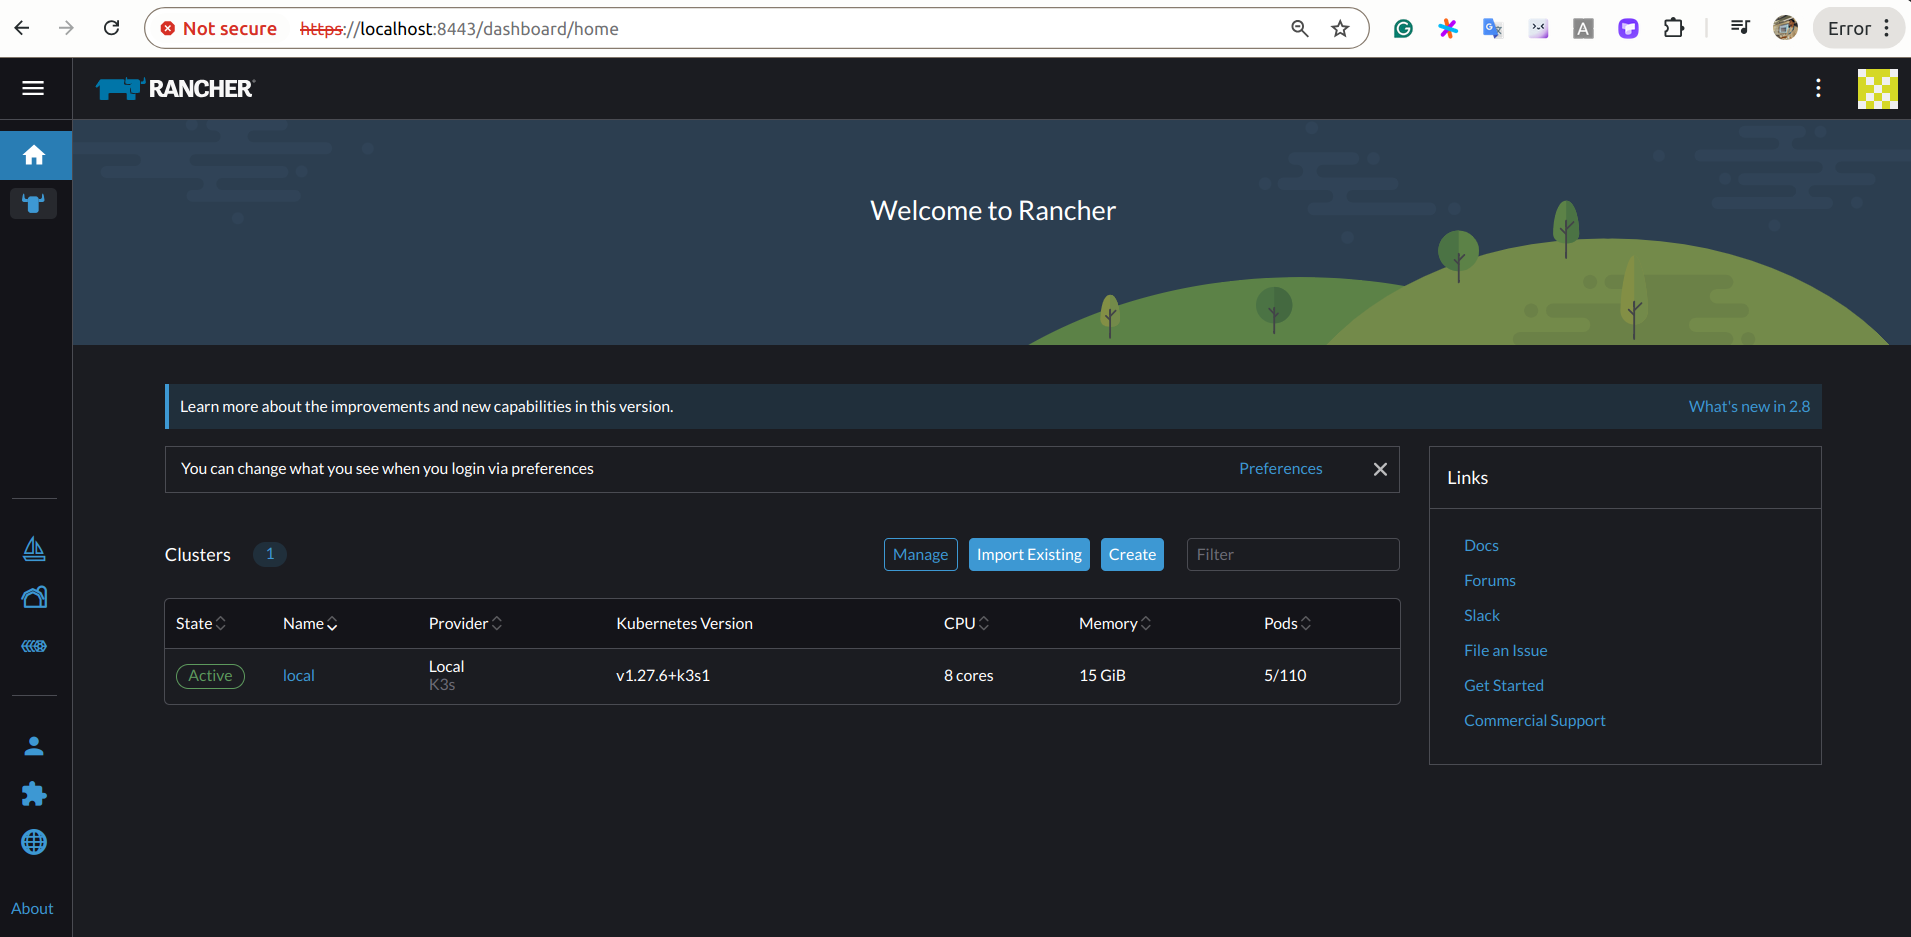 Not secure https://localhost:8443/dashboard/home
Error
RANCHER
Welcome to Rancher
Learn more about the improvements and new capabilities in this version. What's new in 2.8
You can change what you see when you login via preferences Preferences
Links
Docs
Forums
Slack
File an Issue
Get Started
Commercial Support
Clusters 1 Manage Import Existing Create Filter
State Name Provider Kubernetes Version CPU Memory Pods
Active local Local v1.27.6+k3s1 8 cores 15 GiB 5/110
K3s
About